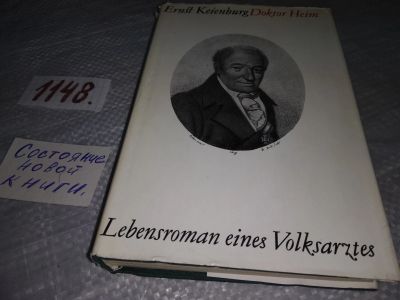 Ernst Keienburg Doktor Heim
1148.
Состояние
новой
книги.
Lebensroman eines Volksarztes